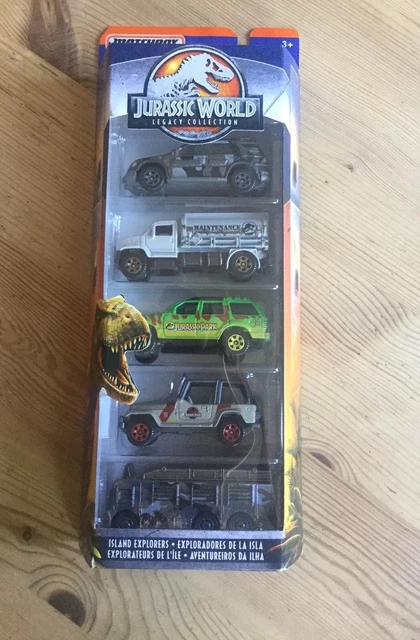 MATCHBOX
3+
JURASSIC WORLD
LEGACY COLLECTION
MAINTENANCE
JURASSIC PARK
ISLAND EXPLORERS • EXPLORADORES DE LA ISLA
EXPLORATEURS DE L'ÎLE • AVENTUREIROS DA ILHA